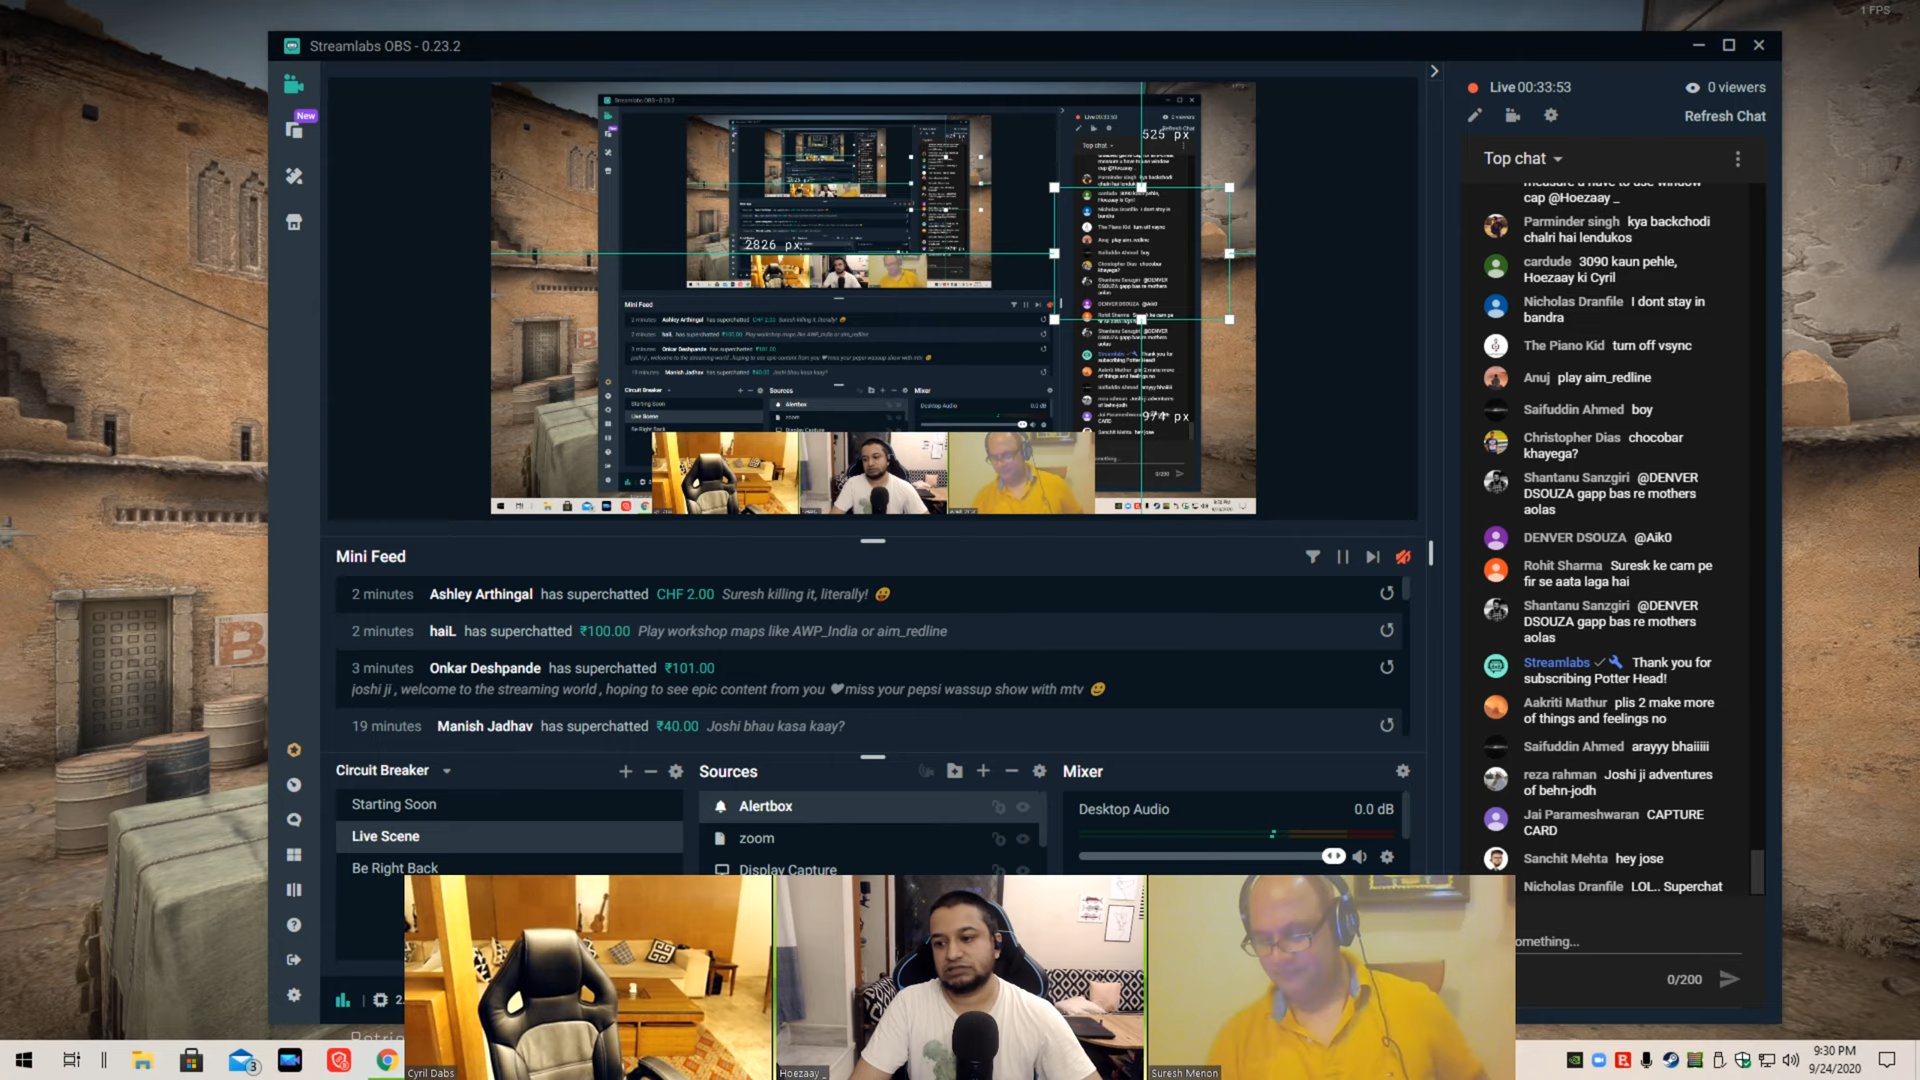 1 FPS
Streamlabs OBS - 0.23.2
New
Live 00:33:53
0 viewers
Refresh Chat
Top chat
measure u have to use window
cap @Hoezaay _
Parminder singh kya backchodi
chalri hai lendukos
cardude 3090 kaun pehle,
Hoezaay ki Cyril
Nicholas Dranfile I dont stay in
bandra
The Piano Kid turn off vsync
Anuj play aim_redline
Saifuddin Ahmed boy
Christopher Dias chocobar
khayega?
Shantanu Sanzgiri @DENVER
DSOUZA gapp bas re mothers
aolas
DENVER DSOUZA @Aik0
Rohit Sharma Suresk ke cam pe
fir se aata laga hai
Shantanu Sanzgiri @DENVER
DSOUZA gapp bas re mothers
aolas
Streamlabs Thank you for
subscribing Potter Head!
Aakriti Mathur plis 2 make more
of things and feelings no
Saifuddin Ahmed arayyy bhaiiiii
reza rahman Joshi ji adventures
of behn-jodh
Jai Parameshwaran CAPTURE
CARD
Sanchit Mehta hey jose
Nicholas Dranfile LOL.. Superchat
omething...
0/200
525 px
2826 px
974 px
Mini Feed
2 minutes Ashley Arthingal has superchatted CHF 2.00 Suresh killing it, literally! 🤪
2 minutes haiL has superchatted ₹100.00 Play workshop maps like AWP_India or aim_redline
3 minutes Onkar Deshpande has superchatted ₹101.00
joshi ji , welcome to the streaming world , hoping to see epic content from you ❤miss your pepsi wassup show with mtv 🙂
19 minutes Manish Jadhav has superchatted ₹40.00 Joshi bhau kasa kaay?
Circuit Breaker
Starting Soon
Live Scene
Be Right Back
Sources
Alertbox
zoom
Display Capture
Mixer
Desktop Audio
0.0 dB
2.
B
Cyril Dabs
Hoezaay _
Suresh Menon
3
9:30 PM
9/24/2020